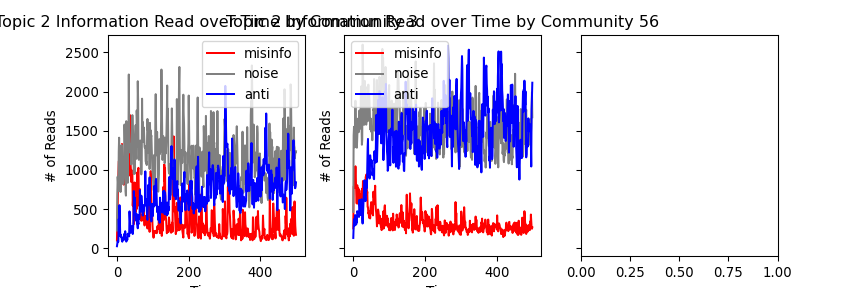 Topic 2 Information Read over Time by Community 3
Topic 2 Information Read over Time by Community 56
misinfo
noise
anti
misinfo
noise
anti
# of Reads
2500
2000
1500
1000
500
0
# of Reads
0 200 400
0 200 400
0.00 0.25 0.50 0.75 1.00